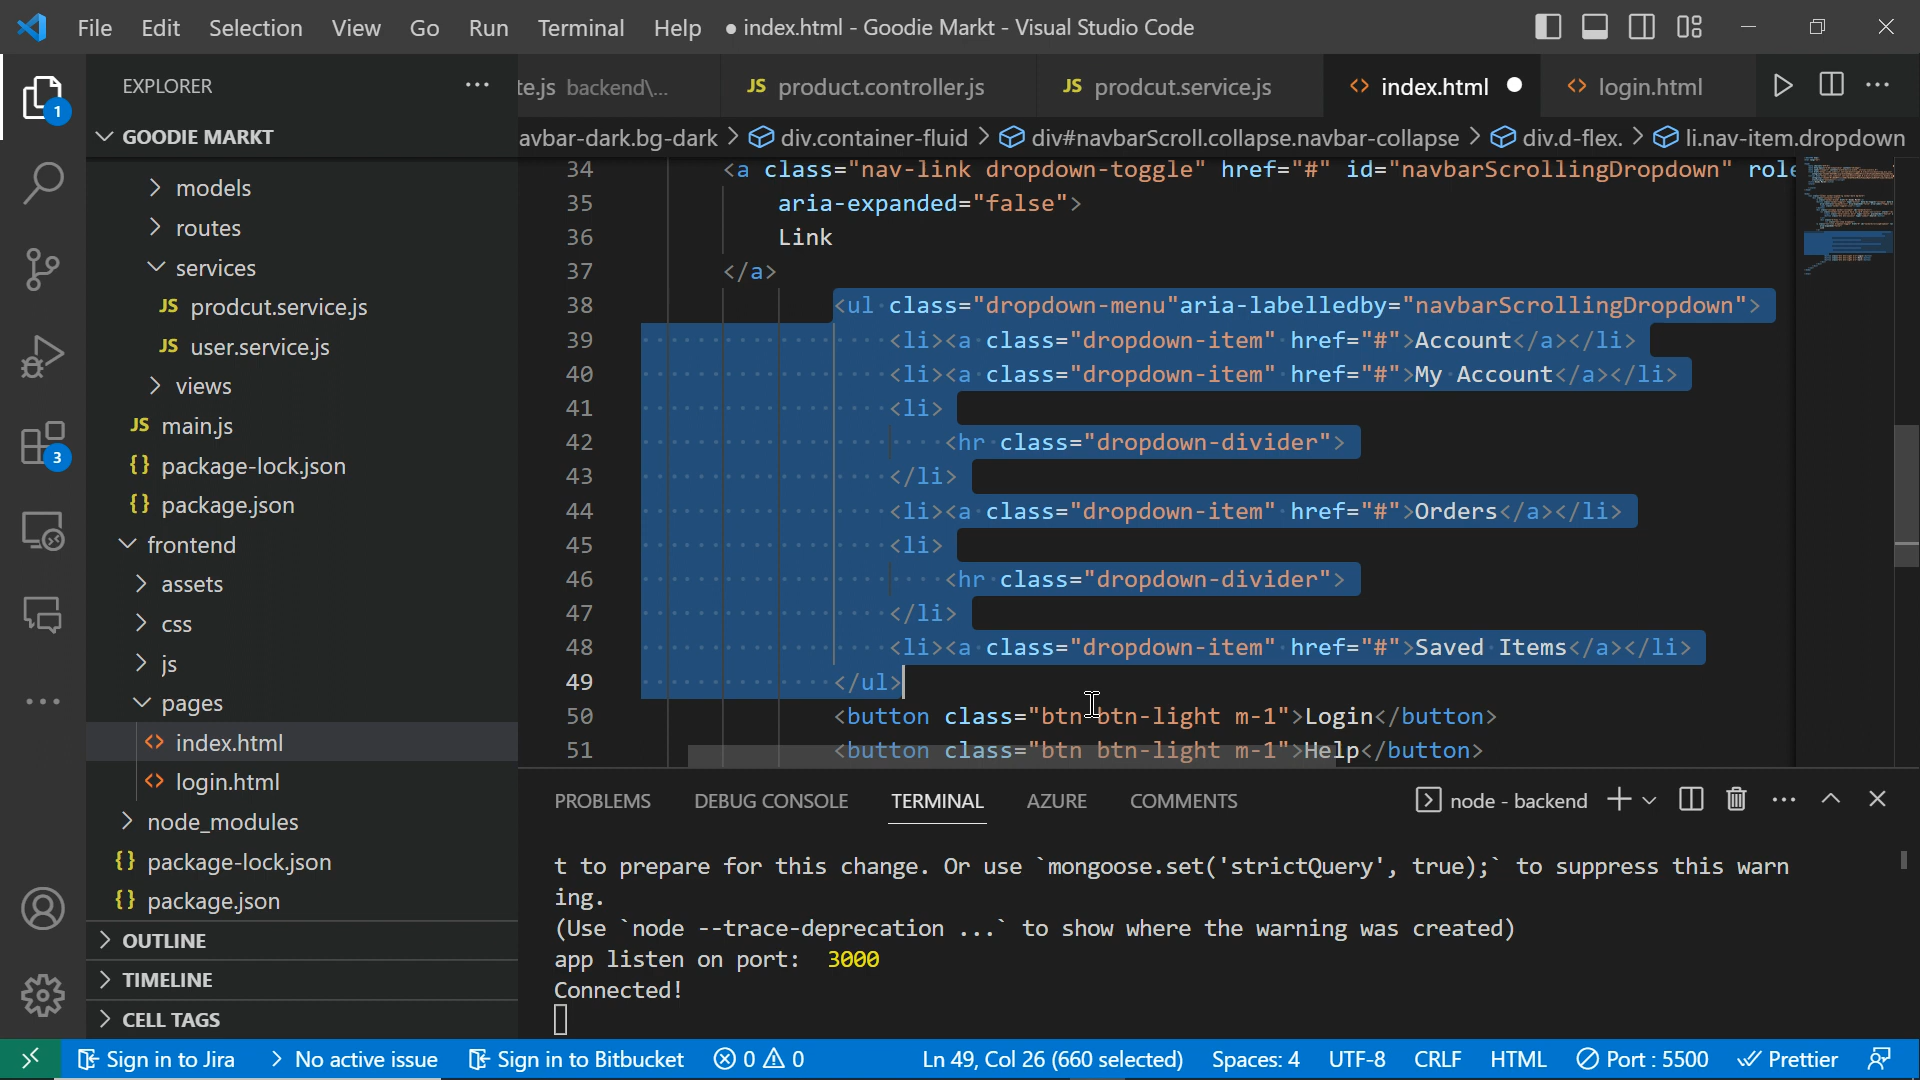 File Edit Selection View Go Run Terminal Help ● index.html - Goodie Markt - Visual Studio Code
EXPLORER ···
te.js backend\...
JS product.controller.js
JS prodcut.service.js
<> index.html ●
<> login.html
GOODIE MARKT
avbar-dark.bg-dark > div.container-fluid > div#navbarScroll.collapse.navbar-collapse > div.d-flex. > li.nav-item.dropdown
1
3
models
routes
services
JS prodcut.service.js
JS user.service.js
views
JS main.js
{} package-lock.json
{} package.json
frontend
assets
css
js
pages
<> index.html
<> login.html
node_modules
{} package-lock.json
{} package.json
OUTLINE
TIMELINE
CELL TAGS
34 <a class="nav-link dropdown-toggle" href="#" id="navbarScrollingDropdown" role
35 aria-expanded="false">
36 Link
37 </a>
38 <ul class="dropdown-menu"aria-labelledby="navbarScrollingDropdown">
39 <li><a class="dropdown-item" href="#">Account</a></li>
40 <li><a class="dropdown-item" href="#">My Account</a></li>
41 <li>
42 <hr class="dropdown-divider">
43 </li>
44 <li><a class="dropdown-item" href="#">Orders</a></li>
45 <li>
46 <hr class="dropdown-divider">
47 </li>
48 <li><a class="dropdown-item" href="#">Saved Items</a></li>
49 </ul>
50 <button class="btn btn-light m-1">Login</button>
51 <button class="btn btn-light m-1">Help</button>
PROBLEMS DEBUG CONSOLE TERMINAL AZURE COMMENTS node - backend
t to prepare for this change. Or use `mongoose.set('strictQuery', true);` to suppress this warn
ing.
(Use `node --trace-deprecation ...` to show where the warning was created)
app listen on port: 3000
Connected!
Sign in to Jira > No active issue Sign in to Bitbucket 0 0 Ln 49, Col 26 (660 selected) Spaces: 4 UTF-8 CRLF HTML Port : 5500 Prettier